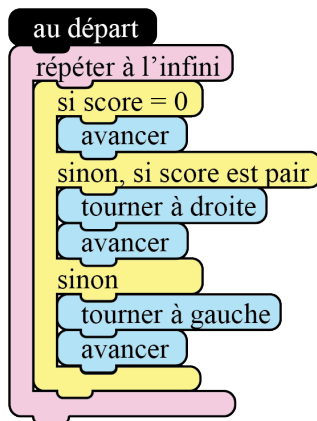 au départ
répéter à l’infini
si score = 0
avancer
sinon, si score est pair
tourner à droite
avancer
sinon
tourner à gauche
avancer